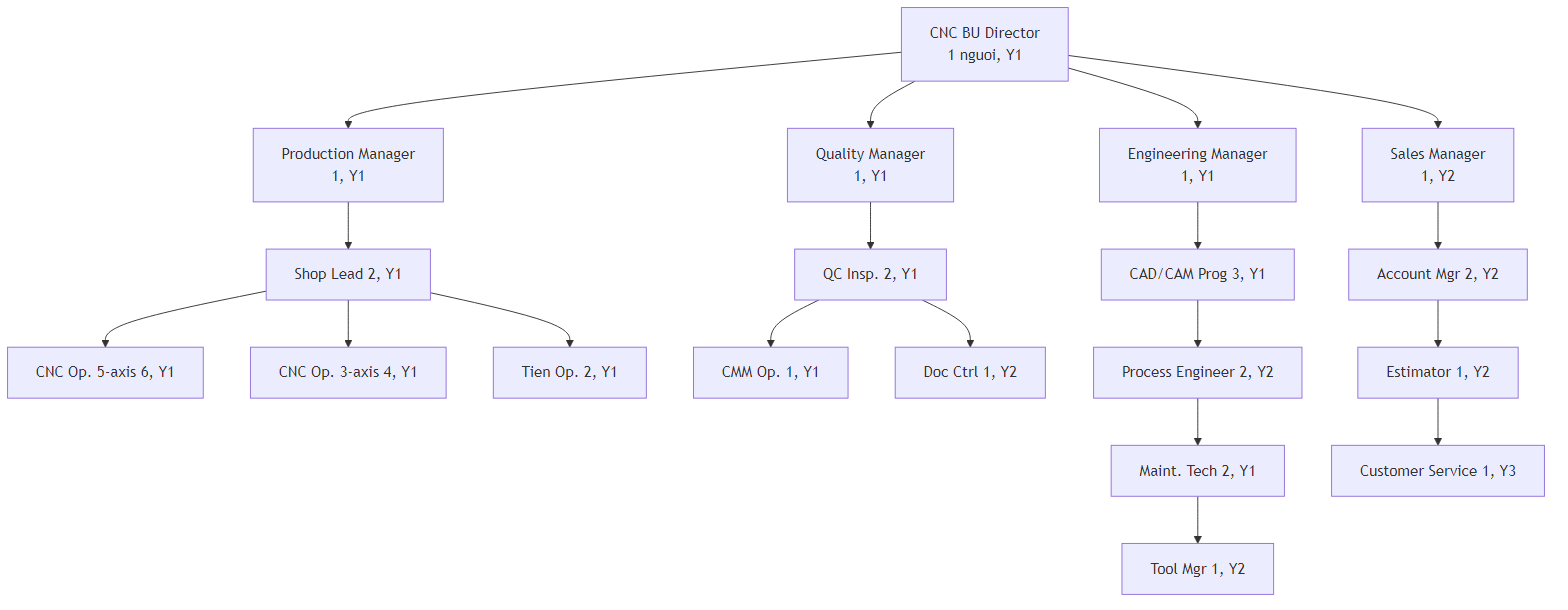 CNC BU Director
1 nguoi, Y1
Production Manager
1, Y1
Quality Manager
1, Y1
Engineering Manager
1, Y1
Sales Manager
1, Y2
Shop Lead 2, Y1
QC Insp. 2, Y1
CAD/CAM Prog 3, Y1
Account Mgr 2, Y2
CNC Op. 5-axis 6, Y1
CNC Op. 3-axis 4, Y1
Tien Op. 2, Y1
CMM Op. 1, Y1
Doc Ctrl 1, Y2
Process Engineer 2, Y2
Estimator 1, Y2
Maint. Tech 2, Y1
Customer Service 1, Y3
Tool Mgr 1, Y2